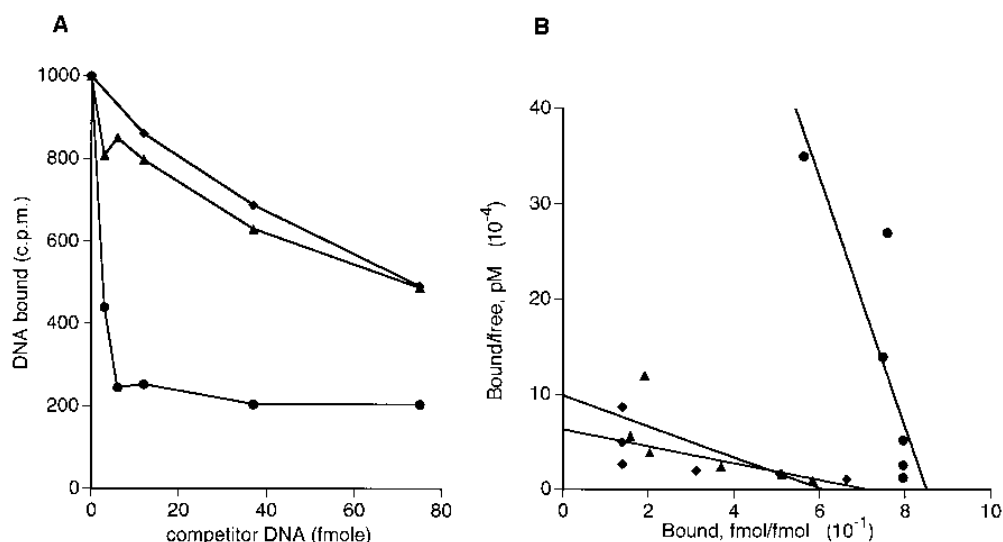 A
B
1000
800
600
400
200
0
DNA bound (c.p.m.)
0 20 40 60 80
competitor DNA (fmole)
40
30
20
10
0
Bound/free, pM (10⁻⁴)
0 2 4 6 8 10
Bound, fmol/fmol (10⁻¹)